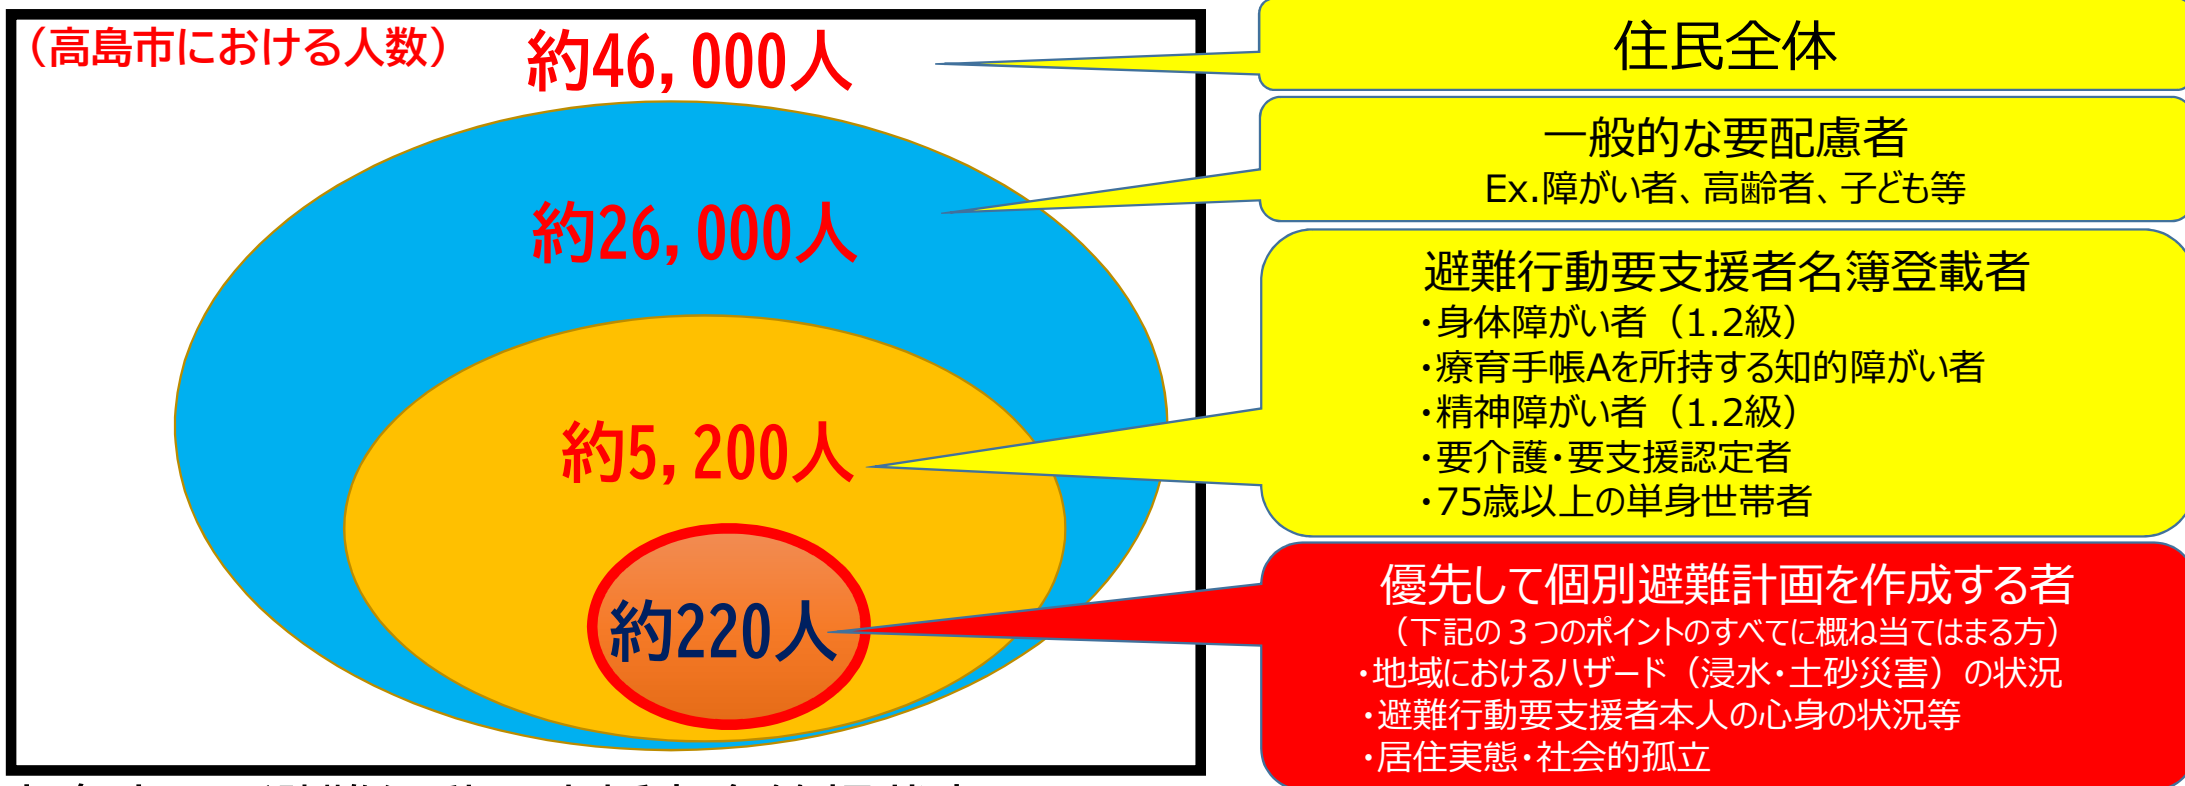 （高島市における人数）
約46,000人
住民全体
約26,000人
一般的な要配慮者
Ex.障がい者、高齢者、子ども等
約5,200人
避難行動要支援者名簿登載者
・身体障がい者（1.2級）
・療育手帳Aを所持する知的障がい者
・精神障がい者（1.2級）
・要介護・要支援認定者
・75歳以上の単身世帯者
約220人
優先して個別避難計画を作成する者
（下記の３つのポイントのすべてに概ね当てはまる方）
・地域におけるハザード（浸水・土砂災害）の状況
・避難行動要支援者本人の心身の状況等
・居住実態・社会的孤立